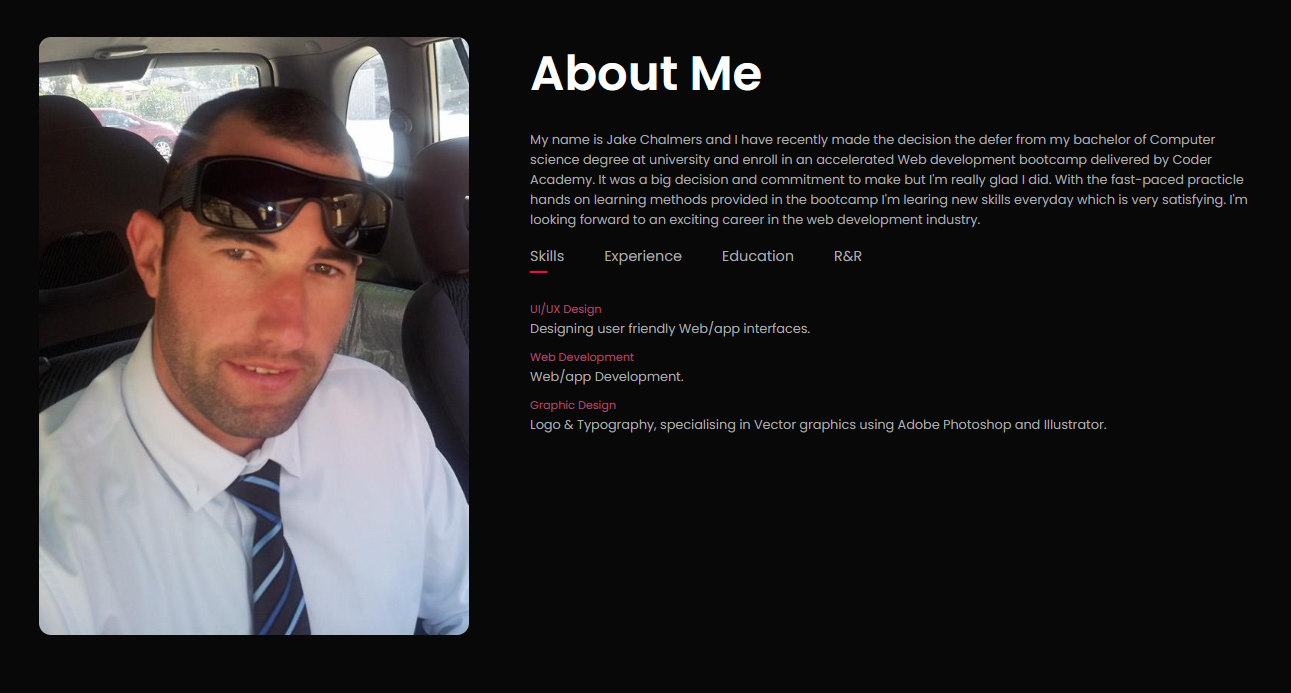 About Me
My name is Jake Chalmers and I have recently made the decision the defer from my bachelor of Computer
science degree at university and enroll in an accelerated Web development bootcamp delivered by Coder
Academy. It was a big decision and commitment to make but I'm really glad I did. With the fast-paced practicle
hands on learning methods provided in the bootcamp I'm learing new skills everyday which is very satisfying. I'm
looking forward to an exciting career in the web development industry.
Skills Experience Education R&R
UI/UX Design
Designing user friendly Web/app interfaces.
Web Development
Web/app Development.
Graphic Design
Logo & Typography, specialising in Vector graphics using Adobe Photoshop and Illustrator.